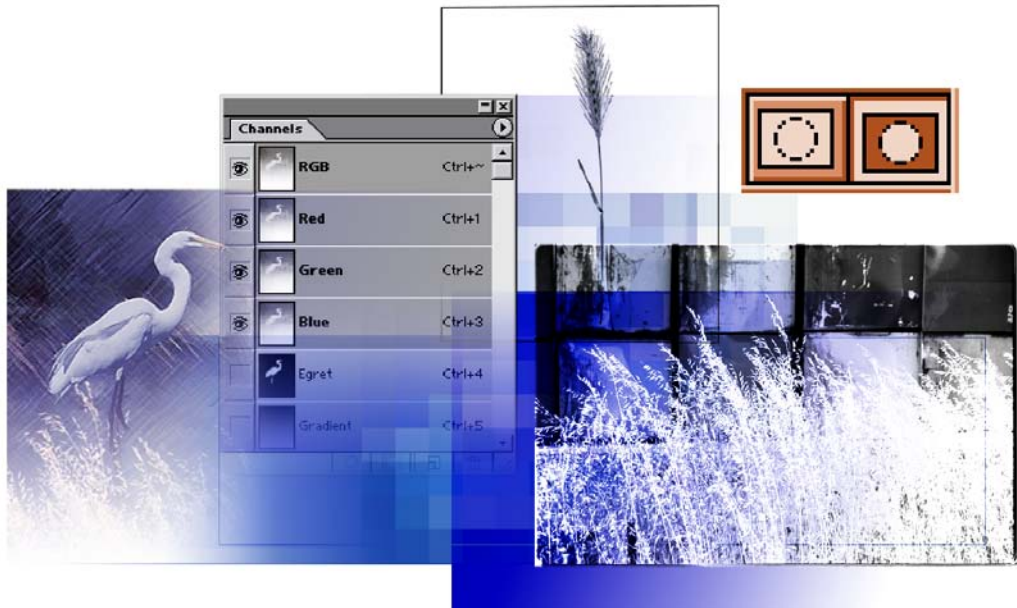 Channels
RGB Ctrl+~
Red Ctrl+1
Green Ctrl+2
Blue Ctrl+3
Egret Ctrl+4
Gradient Ctrl+5